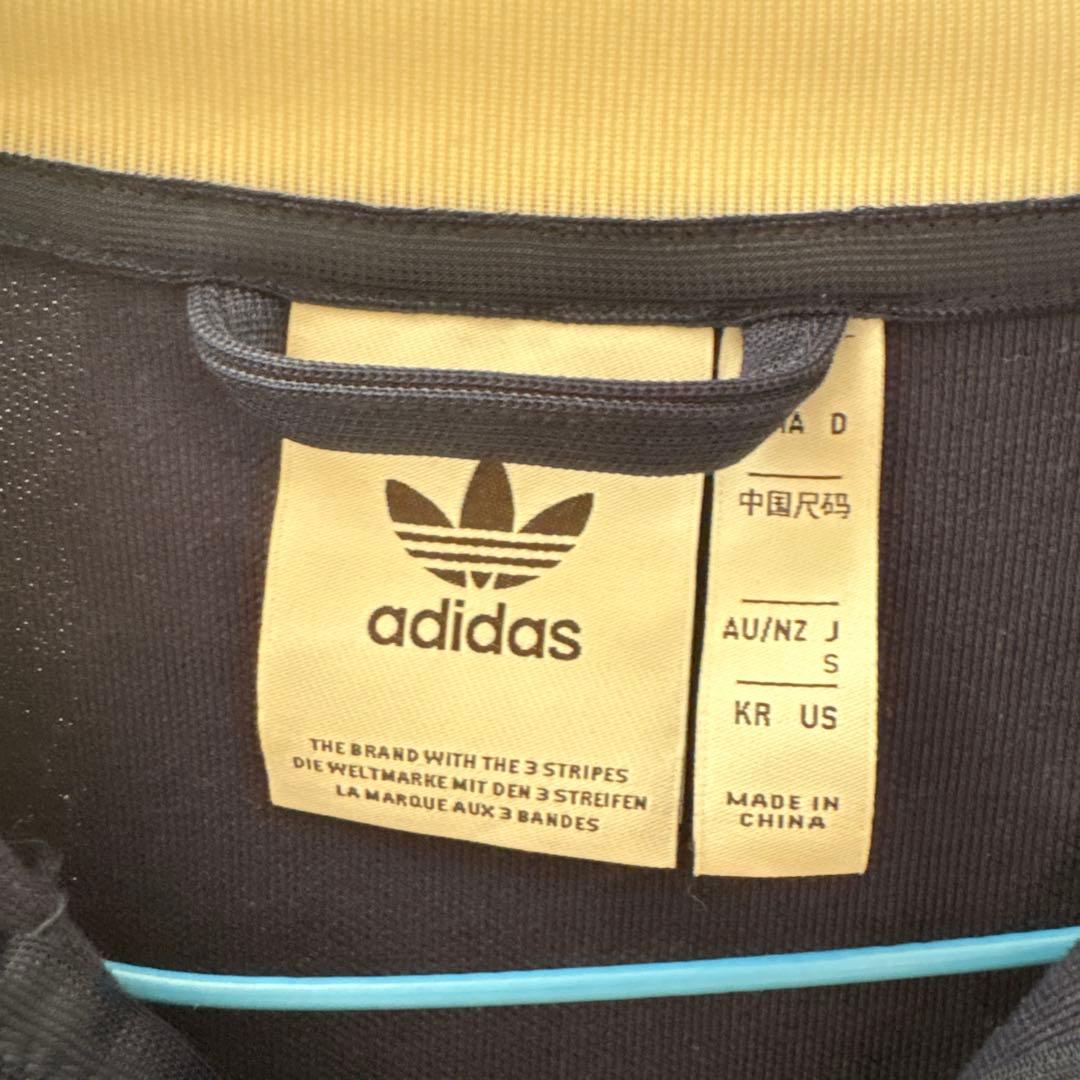 adidas
THE BRAND WITH THE 3 STRIPES
DIE WELTMARKE MIT DEN 3 STREIFEN
LA MARQUE AUX 3 BANDES
D
中国尺码
AU/NZ J
S
KR US
MADE IN
CHINA